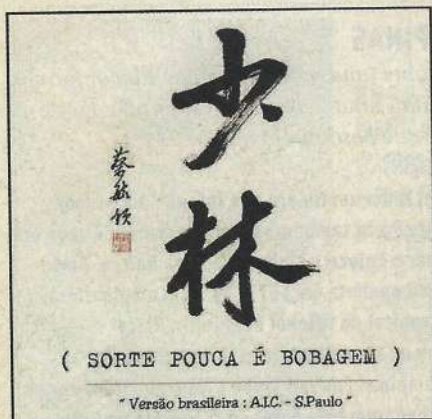 少
林
( SORTE POUCA É BOBAGEM )
" Versão brasileira : A.I.C. - S.Paulo "